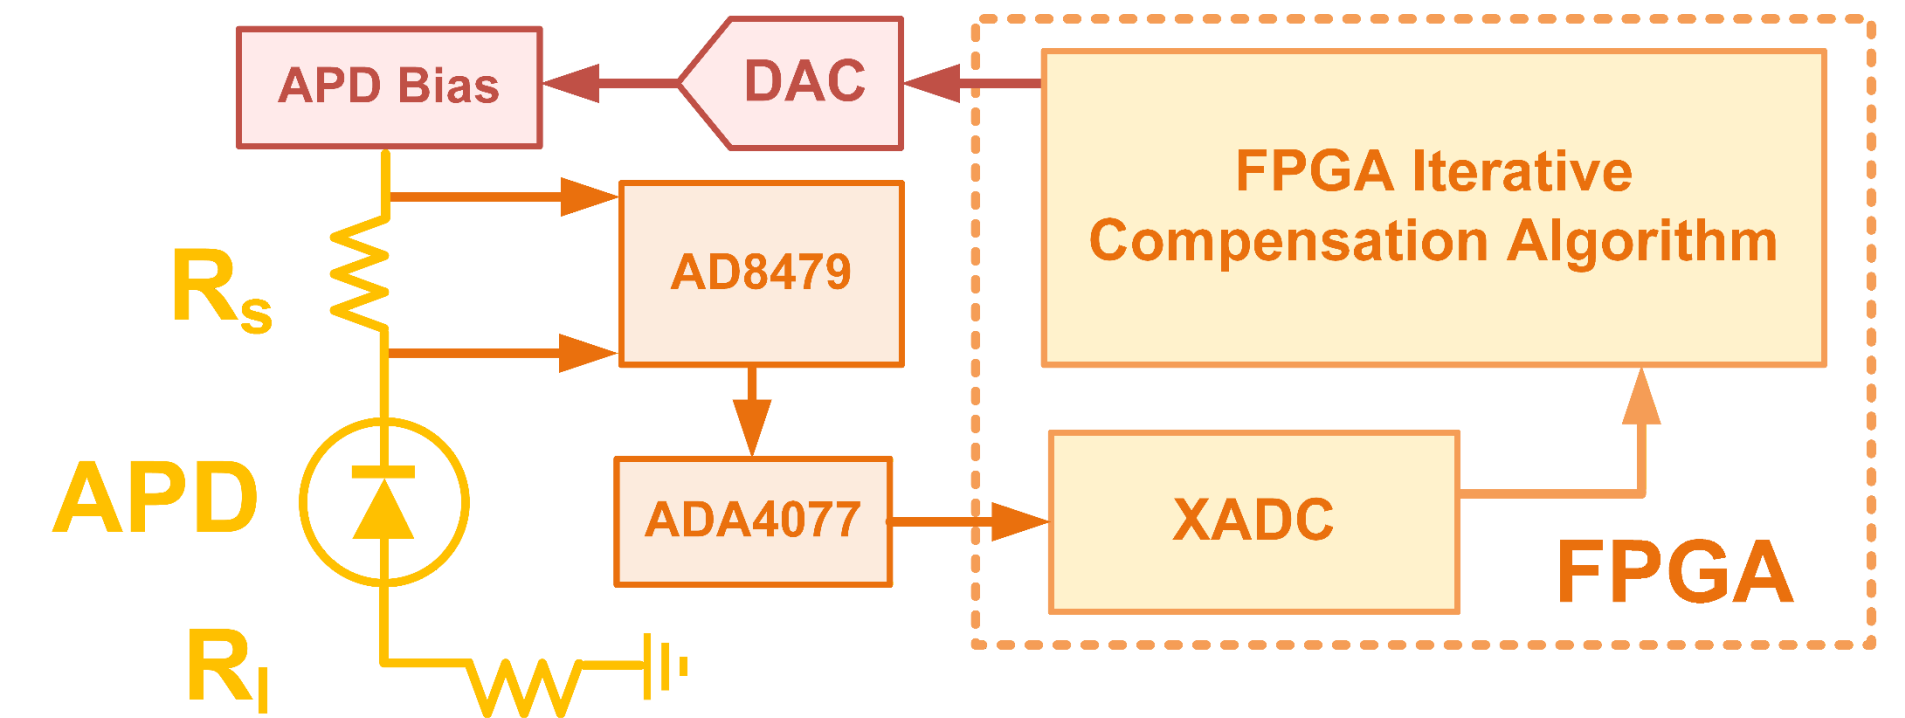 APD Bias
DAC
FPGA Iterative
Compensation Algorithm
Rs
AD8479
APD
ADA4077
XADC
FPGA
Rl